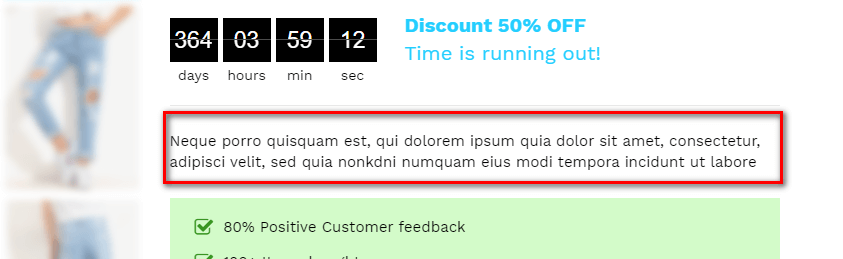 364 03 59 12
days hours min sec
Discount 50% OFF
Time is running out!
Neque porro quisquam est, qui dolorem ipsum quia dolor sit amet, consectetur,
adipisci velit, sed quia nonkdni numquam eius modi tempora incidunt ut labore
80% Positive Customer feedback